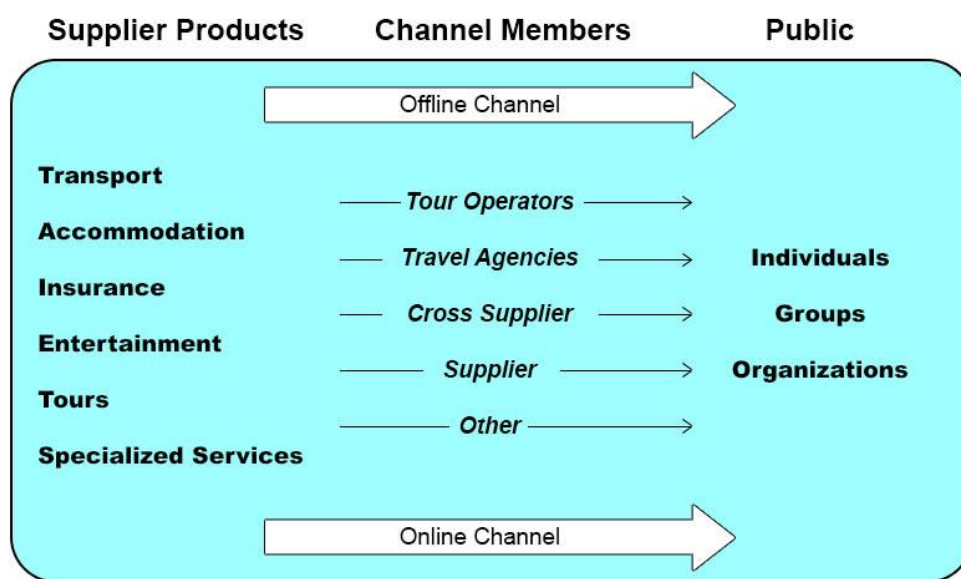 Supplier Products
Channel Members
Public
Offline Channel
Transport
Accommodation
Insurance
Entertainment
Tours
Specialized Services
Tour Operators
Travel Agencies
Cross Supplier
Supplier
Other
Individuals
Groups
Organizations
Online Channel